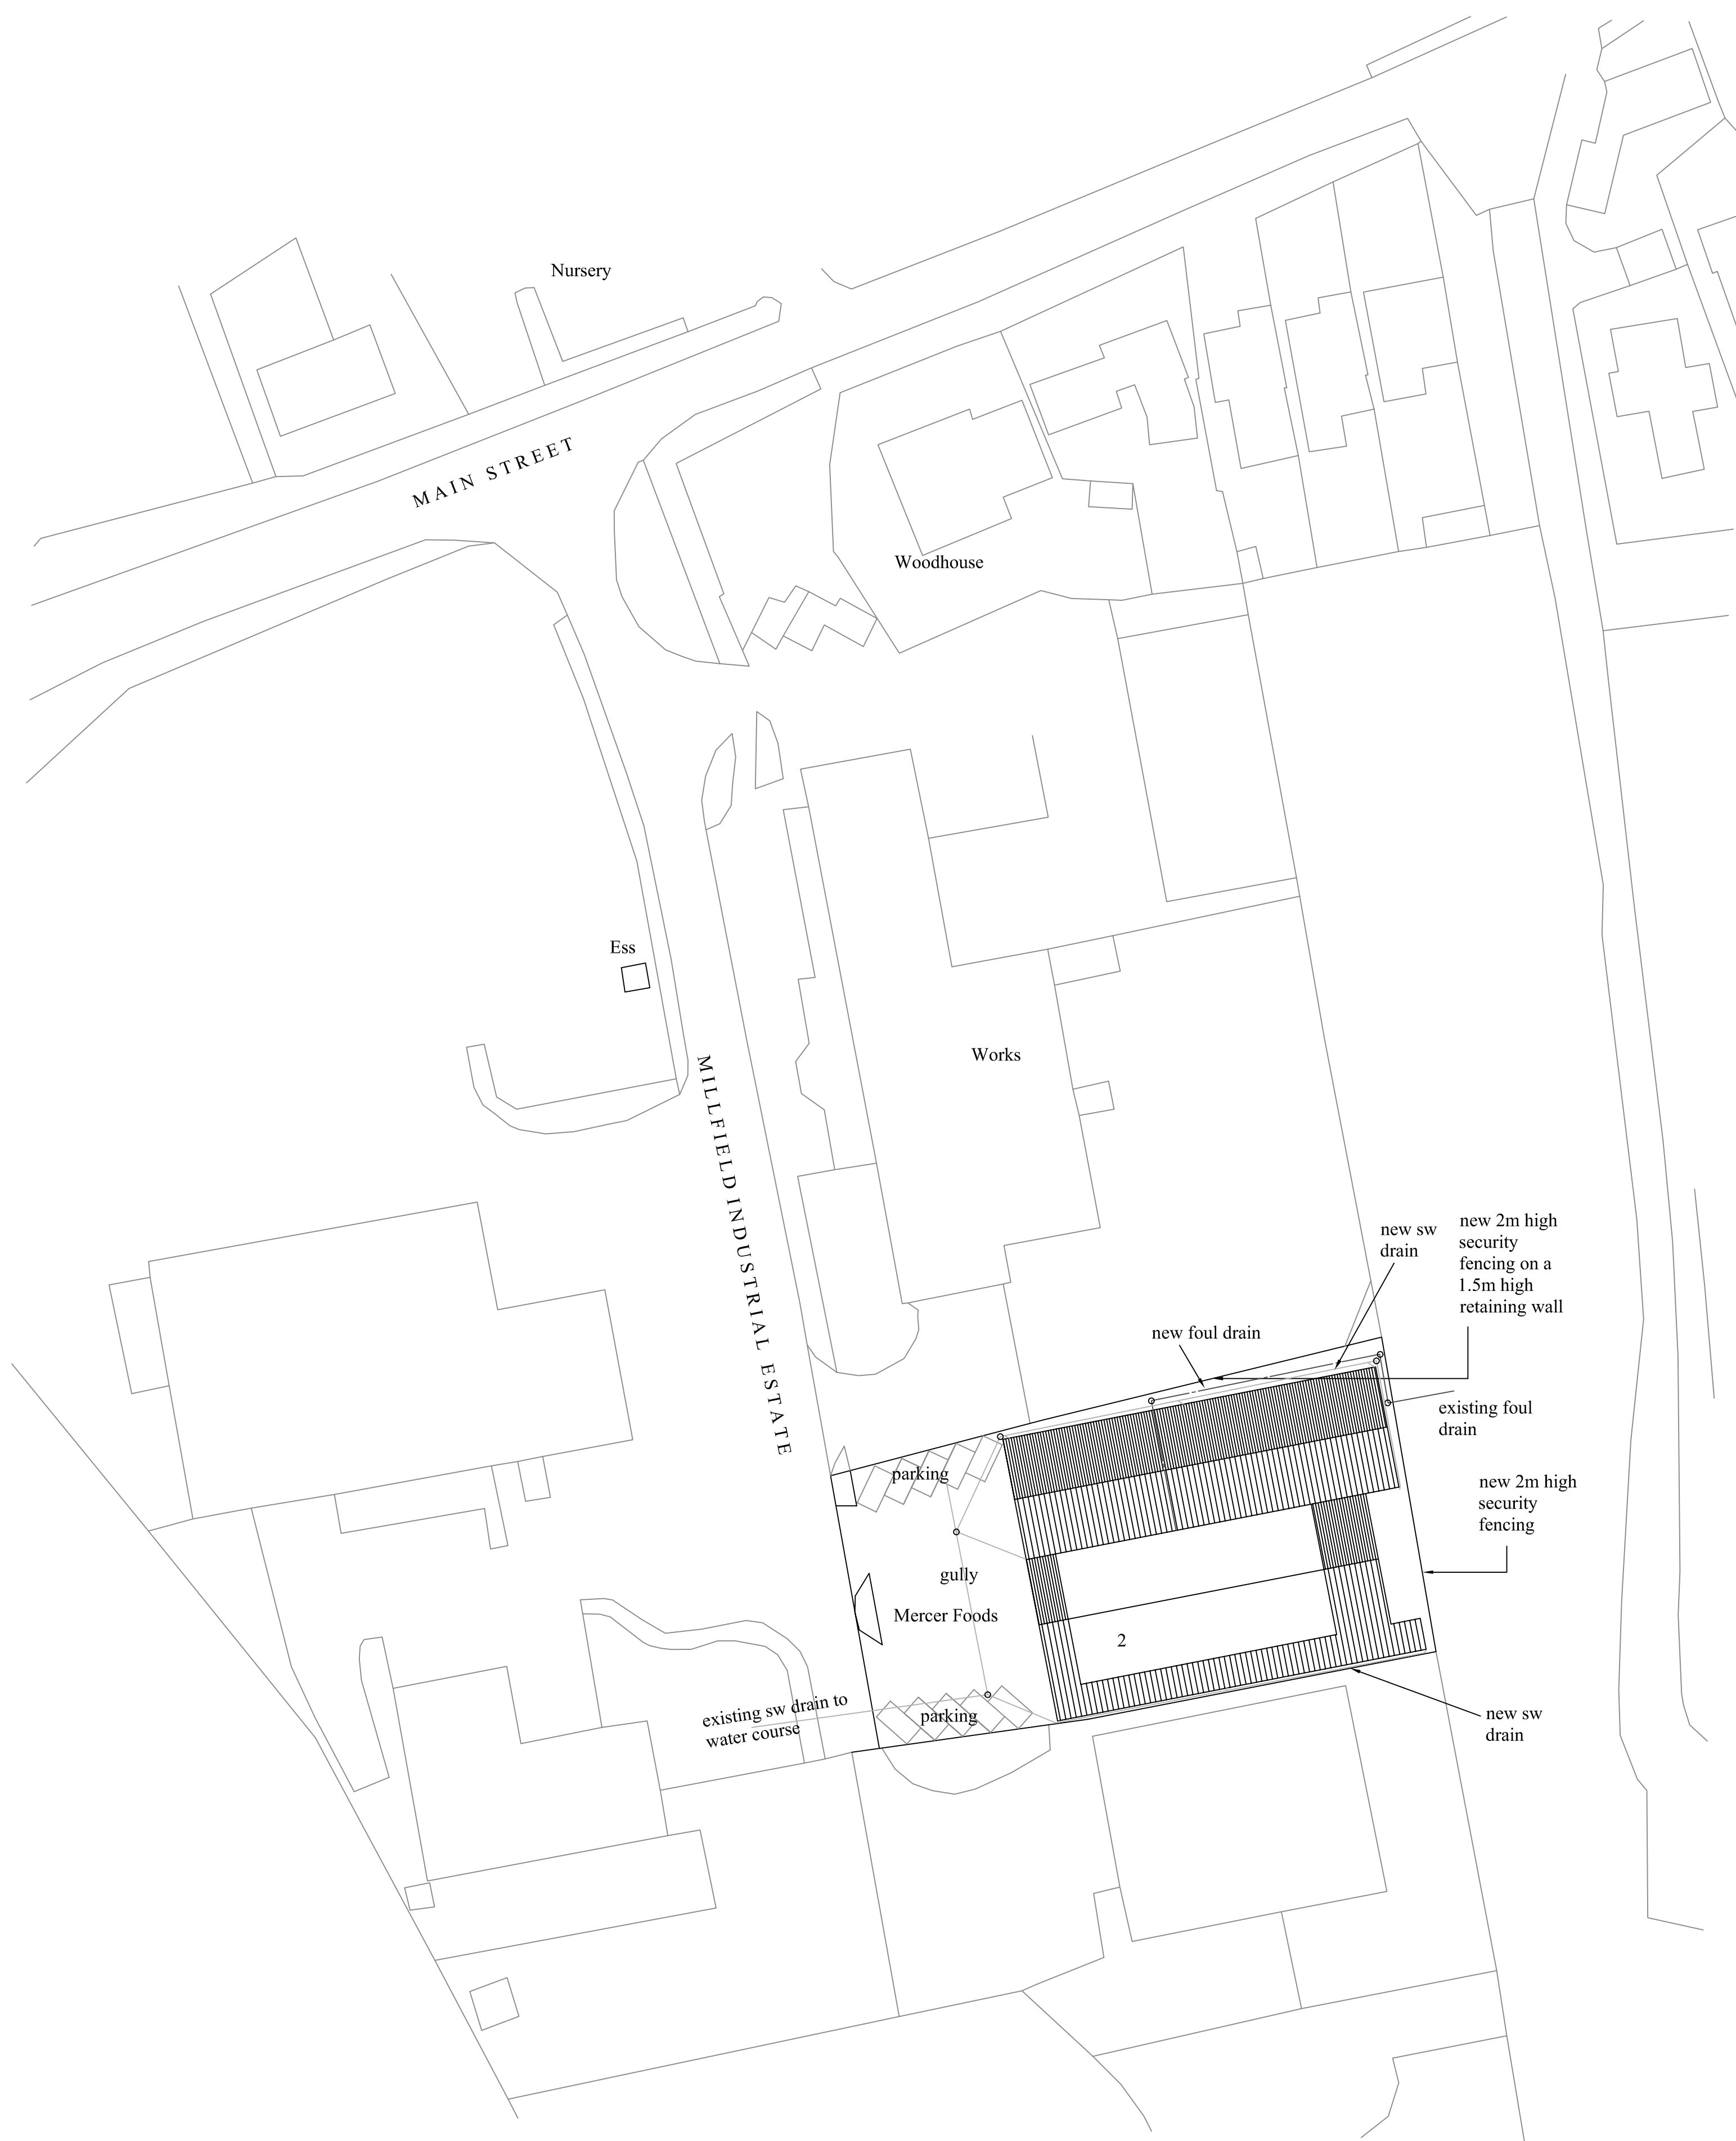 Nursery
MAIN STREET
Woodhouse
Ess
Works
MILLFIELD INDUSTRIAL ESTATE
new sw
drain
new 2m high
security
fencing on a
1.5m high
retaining wall
new foul drain
existing foul
drain
parking
new 2m high
security
fencing
gully
Mercer Foods
2
existing sw drain to
water course
parking
new sw
drain